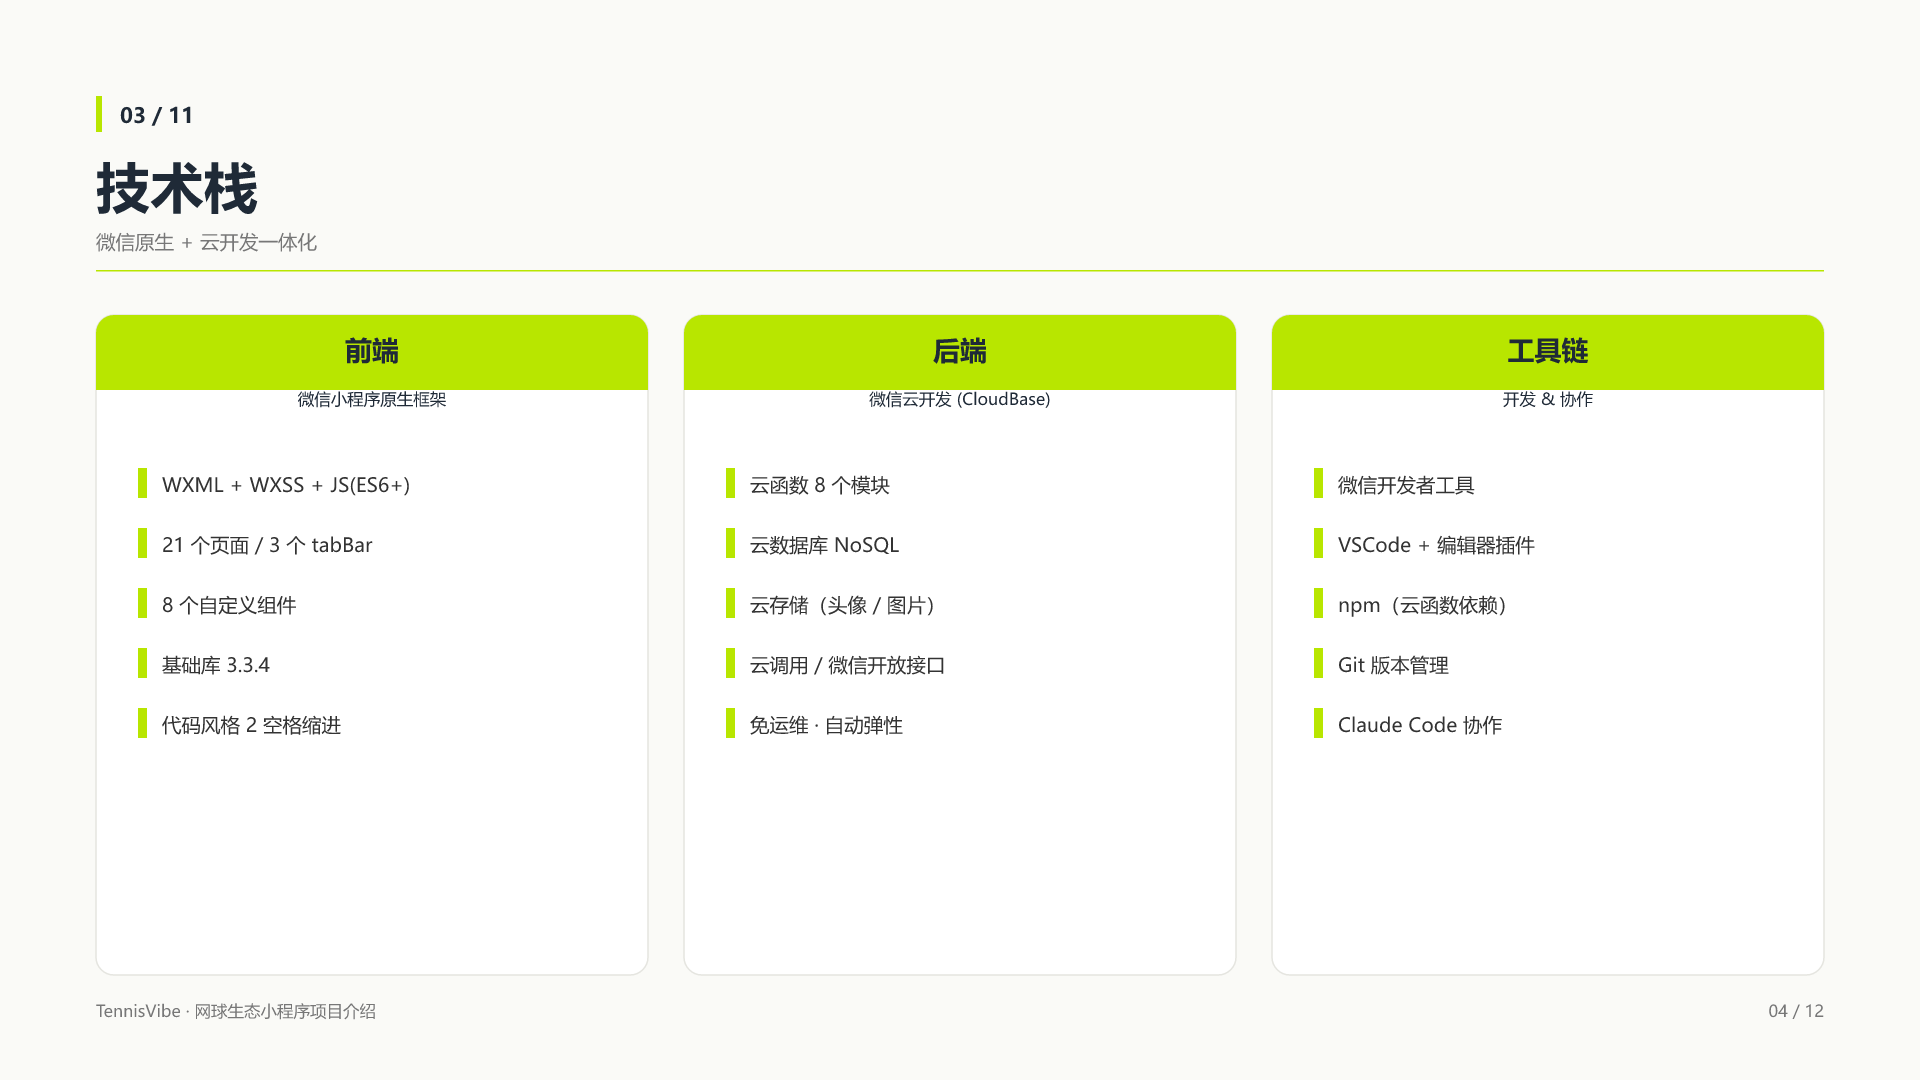 03 / 11
技术栈
微信原生 + 云开发一体化
前端
微信小程序原生框架
WXML + WXSS + JS(ES6+)
21 个页面 / 3 个 tabBar
8 个自定义组件
基础库 3.3.4
代码风格 2 空格缩进
后端
微信云开发 (CloudBase)
云函数 8 个模块
云数据库 NoSQL
云存储（头像 / 图片）
云调用 / 微信开放接口
免运维 · 自动弹性
工具链
开发 & 协作
微信开发者工具
VSCode + 编辑器插件
npm（云函数依赖）
Git 版本管理
Claude Code 协作
TennisVibe · 网球生态小程序项目介绍
04 / 12